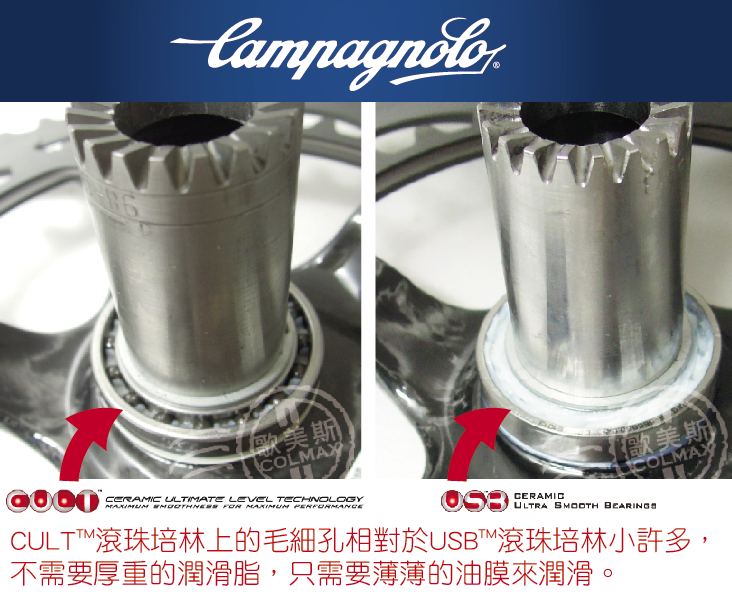 Campagnolo®
歐美斯
COLMAX
歐美斯
COLMAX
CULT™ CERAMIC ULTIMATE LEVEL TECHNOLOGY
MAXIMUM SMOOTHNESS FOR MAXIMUM PERFORMANCE
USB CERAMIC
ULTRA SMOOTH BEARINGS
CULT™滾珠培林上的毛細孔相對於USB™滾珠培林小許多，
不需要厚重的潤滑脂，只需要薄薄的油膜來潤滑。